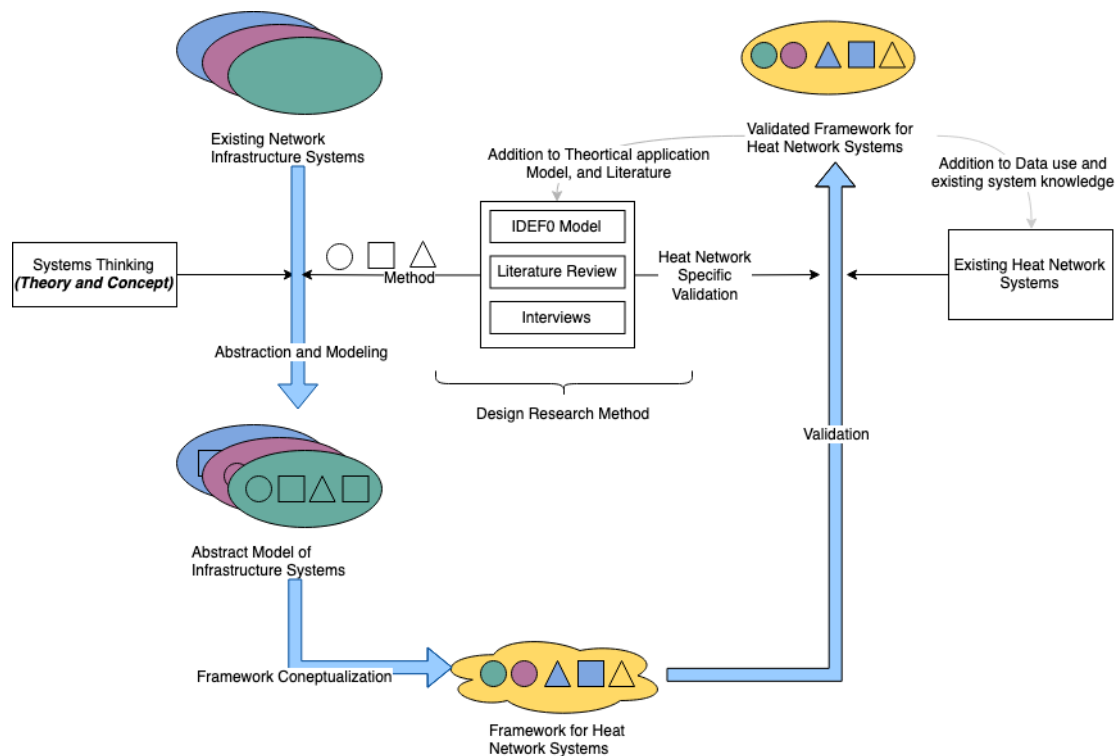 Existing Network
Infrastructure Systems
Validated Framework for
Heat Network Systems
Addition to Theortical application
Model, and Literature
Addition to Data use and
existing system knowledge
IDEF0 Model
Literature Review
Interviews
Systems Thinking
(Theory and Concept)
Method
Heat Network
Specific
Validation
Existing Heat Network
Systems
Abstraction and Modeling
Design Research Method
Validation
Abstract Model of
Infrastructure Systems
Framework Coneptualization
Framework for Heat
Network Systems